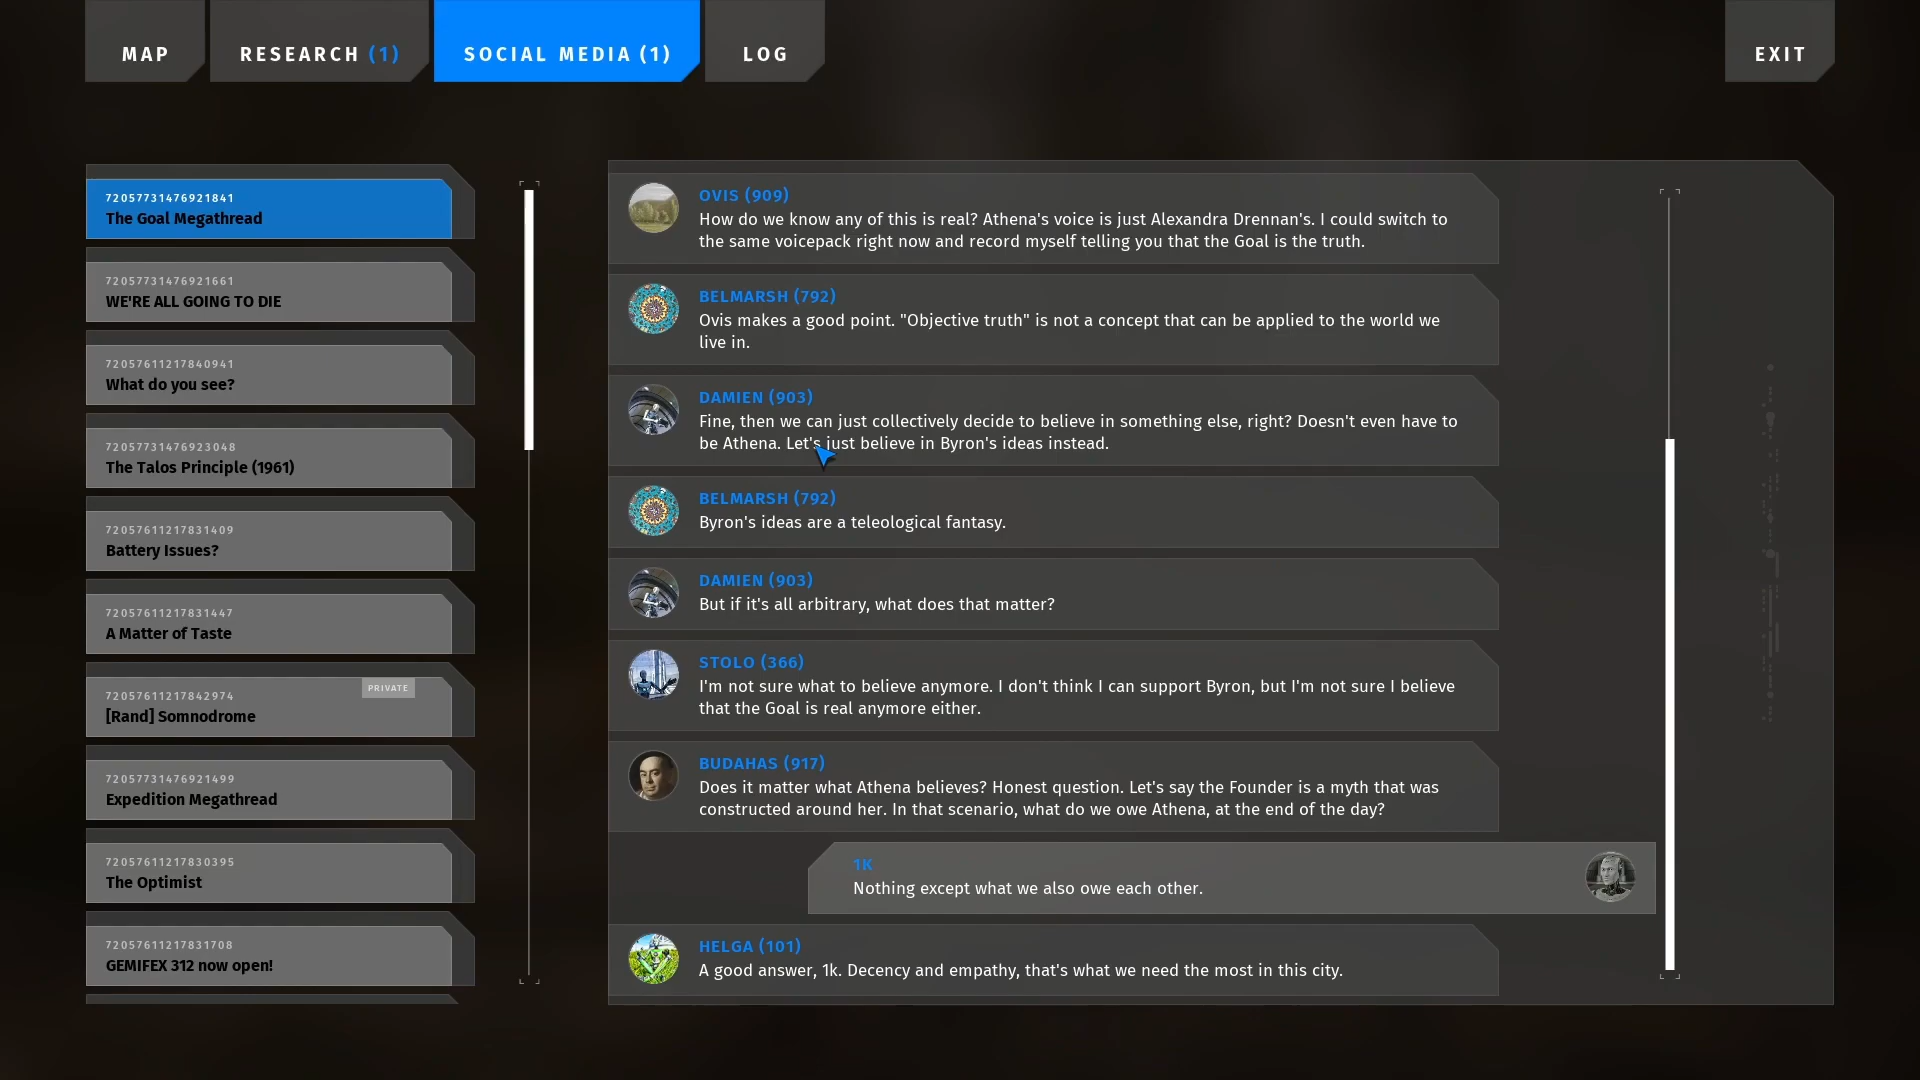 MAP
RESEARCH (1)
SOCIAL MEDIA (1)
LOG
EXIT
72057731476921841
The Goal Megathread
72057731476921661
WE'RE ALL GOING TO DIE
72057611217840941
What do you see?
72057731476923048
The Talos Principle (1961)
72057611217831409
Battery Issues?
72057611217831447
A Matter of Taste
72057611217842974
PRIVATE
[Rand] Somnodrome
72057731476921499
Expedition Megathread
72057611217830395
The Optimist
72057611217831708
GEMIFEX 312 now open!
OVIS (909)
How do we know any of this is real? Athena's voice is just Alexandra Drennan's. I could switch to
the same voicepack right now and record myself telling you that the Goal is the truth.
BELMARSH (792)
Ovis makes a good point. "Objective truth" is not a concept that can be applied to the world we
live in.
DAMIEN (903)
Fine, then we can just collectively decide to believe in something else, right? Doesn't even have to
be Athena. Let's just believe in Byron's ideas instead.
BELMARSH (792)
Byron's ideas are a teleological fantasy.
DAMIEN (903)
But if it's all arbitrary, what does that matter?
STOLO (366)
I'm not sure what to believe anymore. I don't think I can support Byron, but I'm not sure I believe
that the Goal is real anymore either.
BUDAHAS (917)
Does it matter what Athena believes? Honest question. Let's say the Founder is a myth that was
constructed around her. In that scenario, what do we owe Athena, at the end of the day?
1K
Nothing except what we also owe each other.
HELGA (101)
A good answer, 1k. Decency and empathy, that's what we need the most in this city.